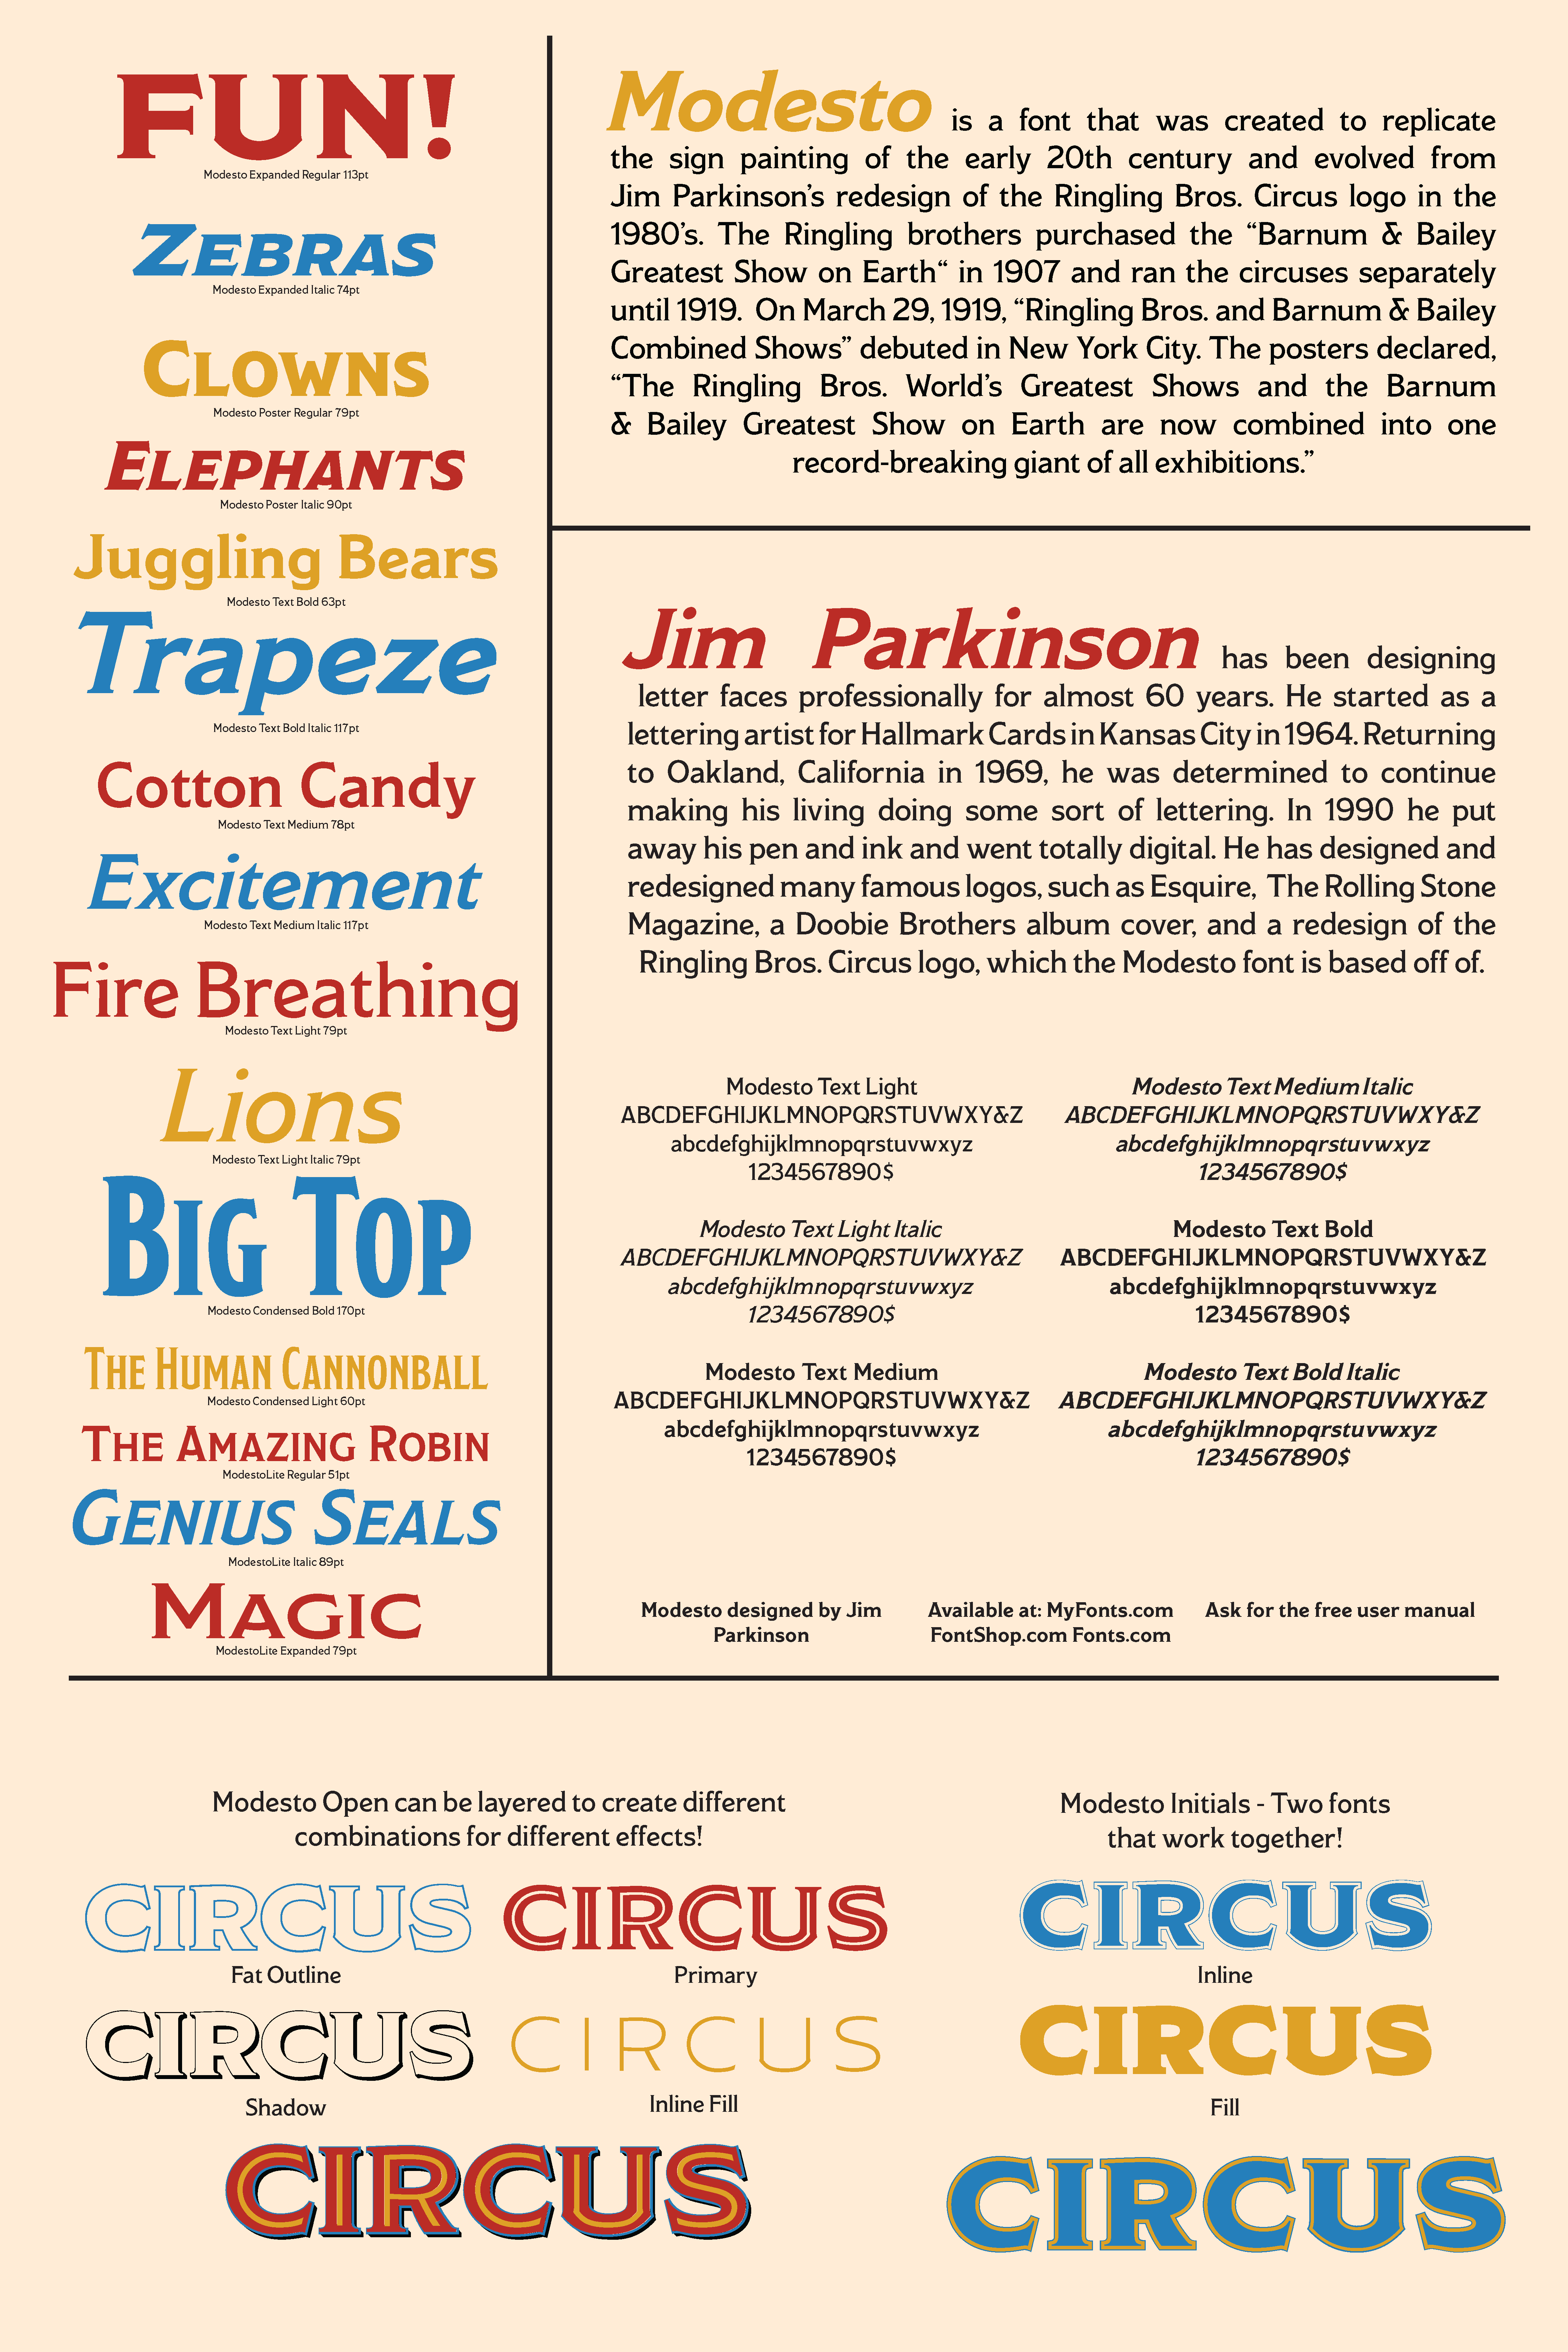 FUN!
Modesto Expanded Regular 113pt
ZEBRAS
Modesto Expanded Italic 74pt
CLOWNS
Modesto Poster Regular 79pt
ELEPHANTS
Modesto Poster Italic 90pt
Juggling Bears
Modesto Text Bold 63pt
Trapeze
Modesto Text Bold Italic 117pt
Cotton Candy
Modesto Text Medium 78pt
Excitement
Modesto Text Medium Italic 117pt
Fire Breathing
Modesto Text Light 79pt
Lions
Modesto Text Light Italic 79pt
BIG TOP
Modesto Condensed Bold 170pt
THE HUMAN CANNONBALL
Modesto Condensed Light 60pt
THE AMAZING ROBIN
ModestoLite Regular 51pt
GENIUS SEALS
ModestoLite Italic 89pt
MAGIC
ModestoLite Expanded 79pt
Modesto is a font that was created to replicate
the sign painting of the early 20th century and evolved from
Jim Parkinson's redesign of the Ringling Bros. Circus logo in the
1980's. The Ringling brothers purchased the “Barnum & Bailey
Greatest Show on Earth“ in 1907 and ran the circuses separately
until 1919. On March 29, 1919, “Ringling Bros. and Barnum & Bailey
Combined Shows” debuted in New York City. The posters declared,
“The Ringling Bros. World's Greatest Shows and the Barnum
& Bailey Greatest Show on Earth are now combined into one
record-breaking giant of all exhibitions.”
Jim Parkinson has been designing
letter faces professionally for almost 60 years. He started as a
lettering artist for Hallmark Cards in Kansas City in 1964. Returning
to Oakland, California in 1969, he was determined to continue
making his living doing some sort of lettering. In 1990 he put
away his pen and ink and went totally digital. He has designed and
redesigned many famous logos, such as Esquire, The Rolling Stone
Magazine, a Doobie Brothers album cover, and a redesign of the
Ringling Bros. Circus logo, which the Modesto font is based off of.
Modesto Text Light
ABCDEFGHIJKLMNOPQRSTUVWXY&Z
abcdefghijklmnopqrstuvwxyz
1234567890$
Modesto Text Light Italic
ABCDEFGHIJKLMNOPQRSTUVWXY&Z
abcdefghijklmnopqrstuvwxyz
1234567890$
Modesto Text Medium
ABCDEFGHIJKLMNOPQRSTUVWXY&Z
abcdefghijklmnopqrstuvwxyz
1234567890$
Modesto Text Medium Italic
ABCDEFGHIJKLMNOPQRSTUVWXY&Z
abcdefghijklmnopqrstuvwxyz
1234567890$
Modesto Text Bold
ABCDEFGHIJKLMNOPQRSTUVWXY&Z
abcdefghijklmnopqrstuvwxyz
1234567890$
Modesto Text Bold Italic
ABCDEFGHIJKLMNOPQRSTUVWXY&Z
abcdefghijklmnopqrstuvwxyz
1234567890$
Modesto designed by Jim
Parkinson
Available at: MyFonts.com
FontShop.com Fonts.com
Ask for the free user manual
Modesto Open can be layered to create different
combinations for different effects!
CIRCUS
Fat Outline
CIRCUS
Primary
CIRCUS
Shadow
CIRCUS
Inline Fill
CIRCUS
Modesto Initials - Two fonts
that work together!
CIRCUS
Inline
CIRCUS
Fill
CIRCUS